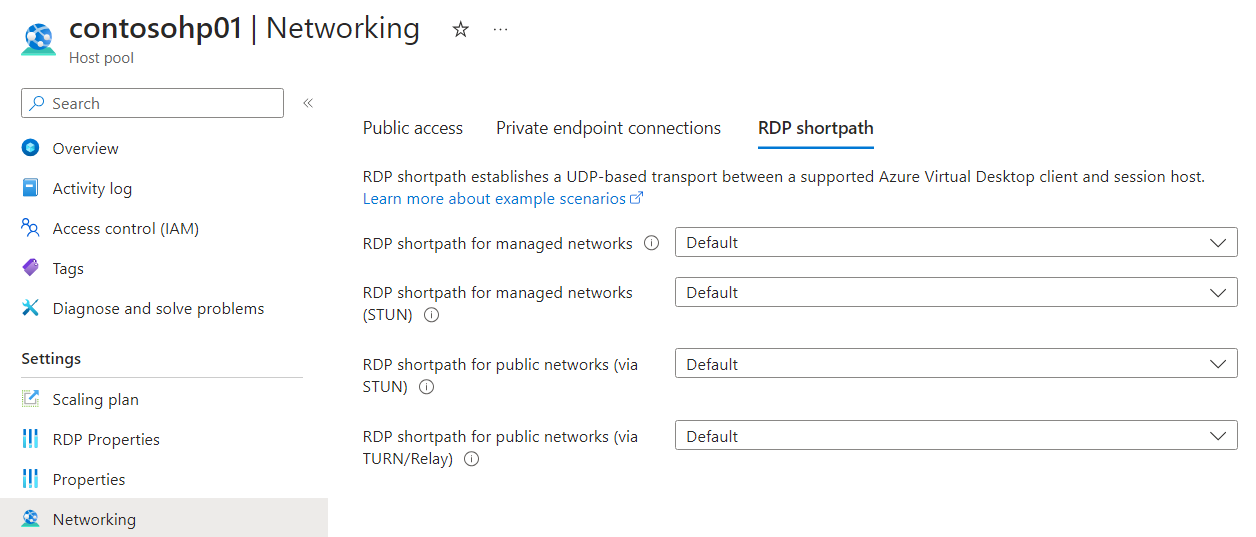 contosohp01 | Networking
Host pool
Search
Overview
Activity log
Access control (IAM)
Tags
Diagnose and solve problems
Settings
Scaling plan
RDP Properties
Properties
Networking
Public access
Private endpoint connections
RDP shortpath
RDP shortpath establishes a UDP-based transport between a supported Azure Virtual Desktop client and session host.
Learn more about example scenarios
RDP shortpath for managed networks
Default
RDP shortpath for managed networks
(STUN)
Default
RDP shortpath for public networks (via
STUN)
Default
RDP shortpath for public networks (via
TURN/Relay)
Default